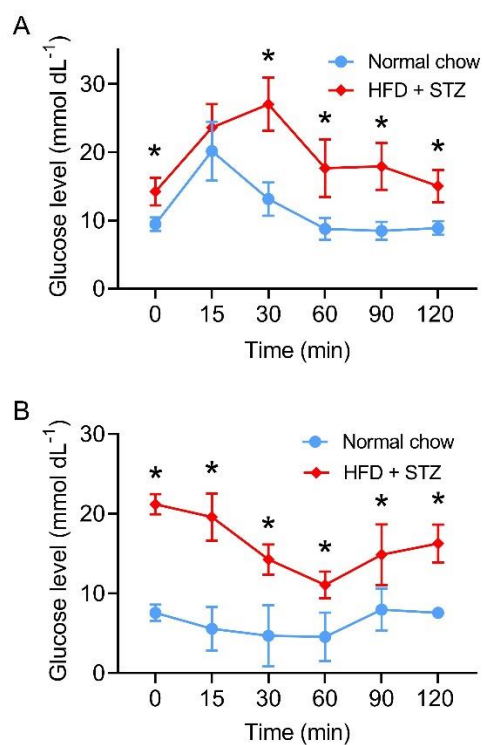 A
Glucose level (mmol dL⁻¹)
Normal chow
HFD + STZ
30
20
10
0
* * * * *
0 15 30 60 90 120
Time (min)
B
Glucose level (mmol dL⁻¹)
Normal chow
HFD + STZ
30
20
10
0
* * * * * *
0 15 30 60 90 120
Time (min)